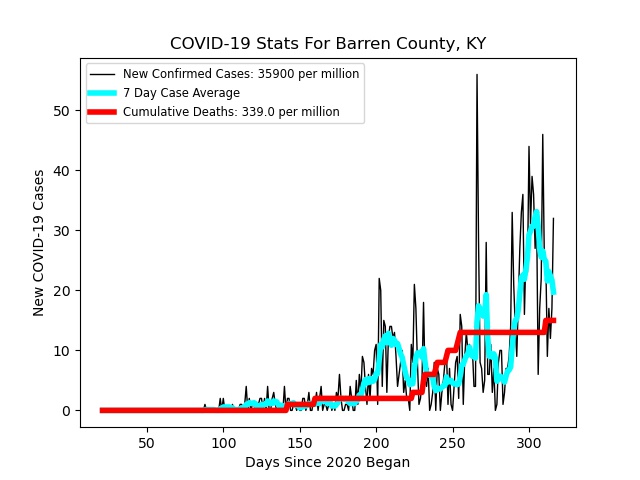 COVID-19 Stats For Barren County, KY
New Confirmed Cases: 35900 per million
7 Day Case Average
Cumulative Deaths: 339.0 per million
New COVID-19 Cases
50
40
30
20
10
0
50 100 150 200 250 300
Days Since 2020 Began